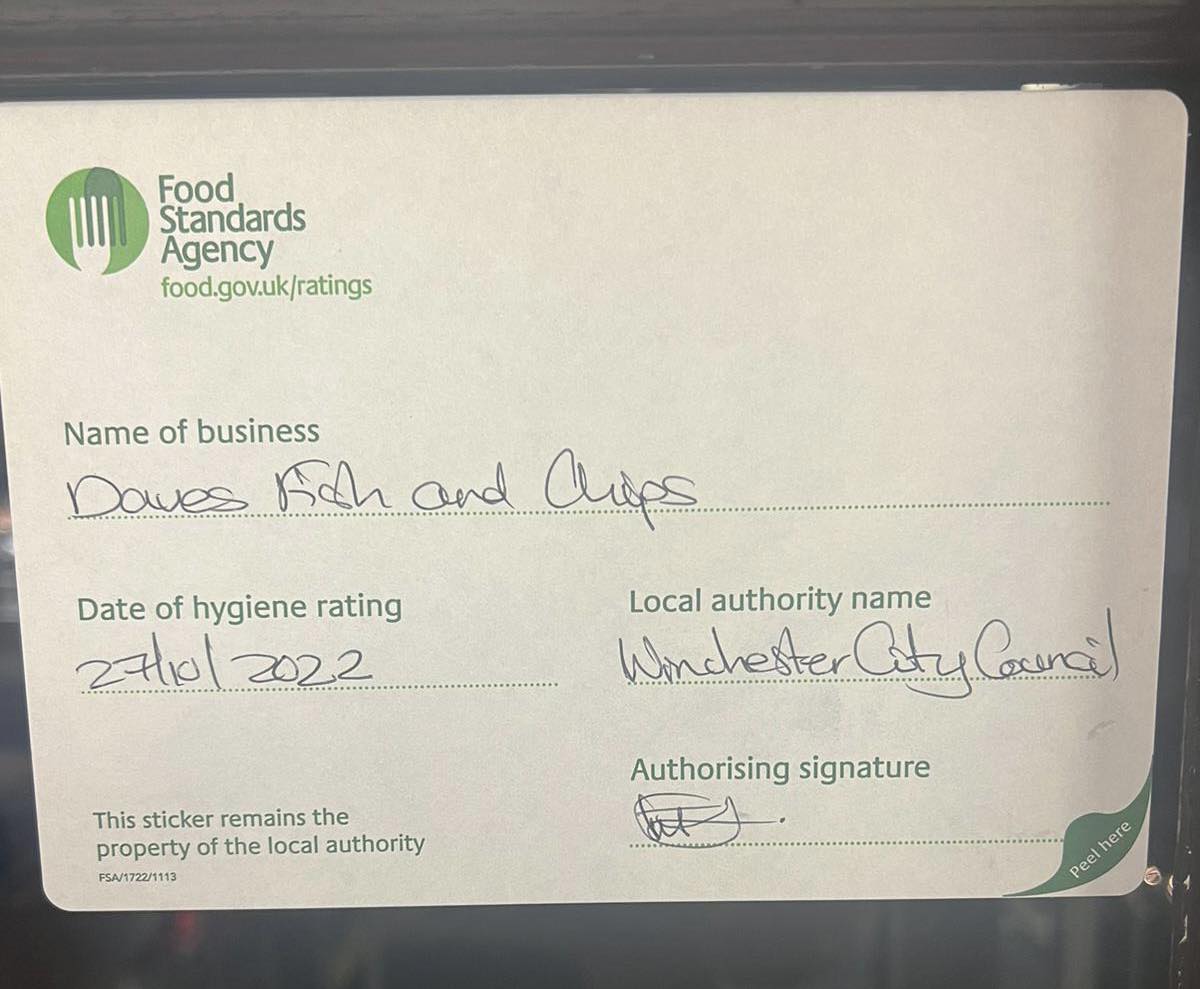 Food
Standards
Agency
food.gov.uk/ratings
Name of business
Daves Fish and Chips
Date of hygiene rating
27/10/2022
Local authority name
Winchester City Council
Authorising signature
This sticker remains the
property of the local authority
FSA/1722/1113
Peel here